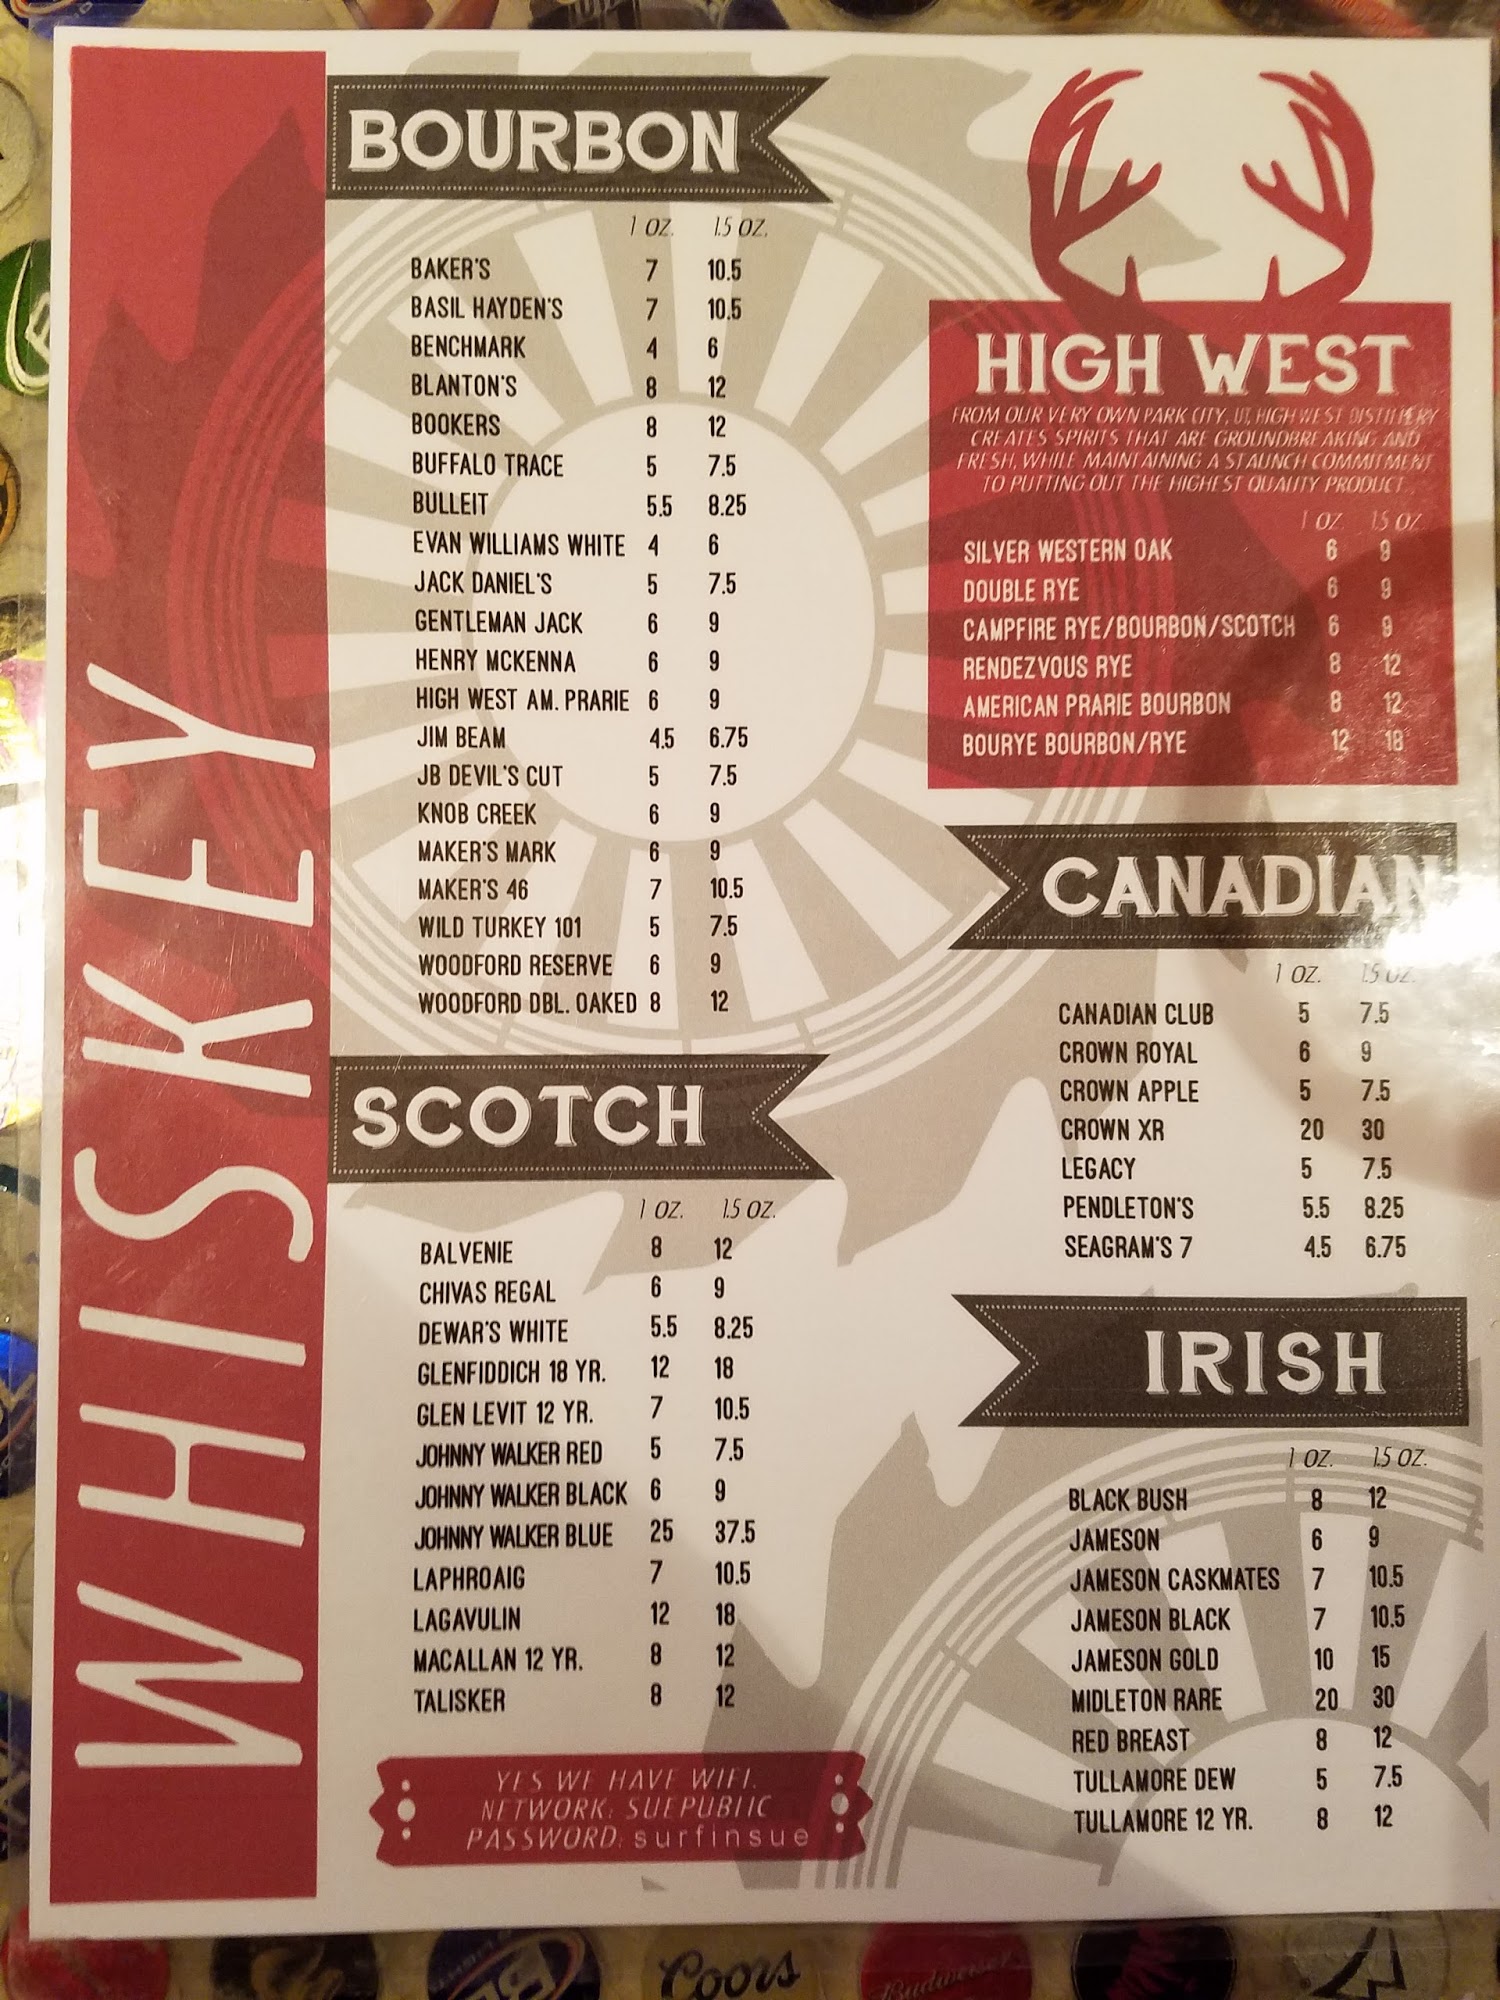 WHISKEY
BOURBON
1 OZ. 1.5 OZ.
BAKER'S 7 10.5
BASIL HAYDEN'S 7 10.5
BENCHMARK 4 6
BLANTON'S 8 12
BOOKERS 8 12
BUFFALO TRACE 5 7.5
BULLEIT 5.5 8.25
EVAN WILLIAMS WHITE 4 6
JACK DANIEL'S 5 7.5
GENTLEMAN JACK 6 9
HENRY MCKENNA 6 9
HIGH WEST AM. PRARIE 6 9
JIM BEAM 4.5 6.75
JB DEVIL'S CUT 5 7.5
KNOB CREEK 6 9
MAKER'S MARK 6 9
MAKER'S 46 7 10.5
WILD TURKEY 101 5 7.5
WOODFORD RESERVE 6 9
WOODFORD DBL. OAKED 8 12
SCOTCH
1 OZ. 1.5 OZ.
BALVENIE 8 12
CHIVAS REGAL 6 9
DEWAR'S WHITE 5.5 8.25
GLENFIDDICH 18 YR. 12 18
GLEN LEVIT 12 YR. 7 10.5
JOHNNY WALKER RED 5 7.5
JOHNNY WALKER BLACK 6 9
JOHNNY WALKER BLUE 25 37.5
LAPHROAIG 7 10.5
LAGAVULIN 12 18
MACALLAN 12 YR. 8 12
TALISKER 8 12
YES WE HAVE WIFI.
NETWORK: SUEPUBLIC
PASSWORD: surfinsue
HIGH WEST
FROM OUR VERY OWN PARK CITY, UT, HIGH WEST DISTILLERY
CREATES SPIRITS THAT ARE GROUNDBREAKING AND
FRESH, WHILE MAINTAINING A STAUNCH COMMITMENT
TO PUTTING OUT THE HIGHEST QUALITY PRODUCT.
1 OZ. 1.5 OZ.
SILVER WESTERN OAK 6 9
DOUBLE RYE 6 9
CAMPFIRE RYE/BOURBON/SCOTCH 6 9
RENDEZVOUS RYE 8 12
AMERICAN PRARIE BOURBON 8 12
BOURYE BOURBON/RYE 12 18
CANADIAN
1 OZ. 1.5 OZ.
CANADIAN CLUB 5 7.5
CROWN ROYAL 6 9
CROWN APPLE 5 7.5
CROWN XR 20 30
LEGACY 5 7.5
PENDLETON'S 5.5 8.25
SEAGRAM'S 7 4.5 6.75
IRISH
1 OZ. 1.5 OZ.
BLACK BUSH 8 12
JAMESON 6 9
JAMESON CASKMATES 7 10.5
JAMESON BLACK 7 10.5
JAMESON GOLD 10 15
MIDLETON RARE 20 30
RED BREAST 8 12
TULLAMORE DEW 5 7.5
TULLAMORE 12 YR. 8 12
Coors
Budweiser